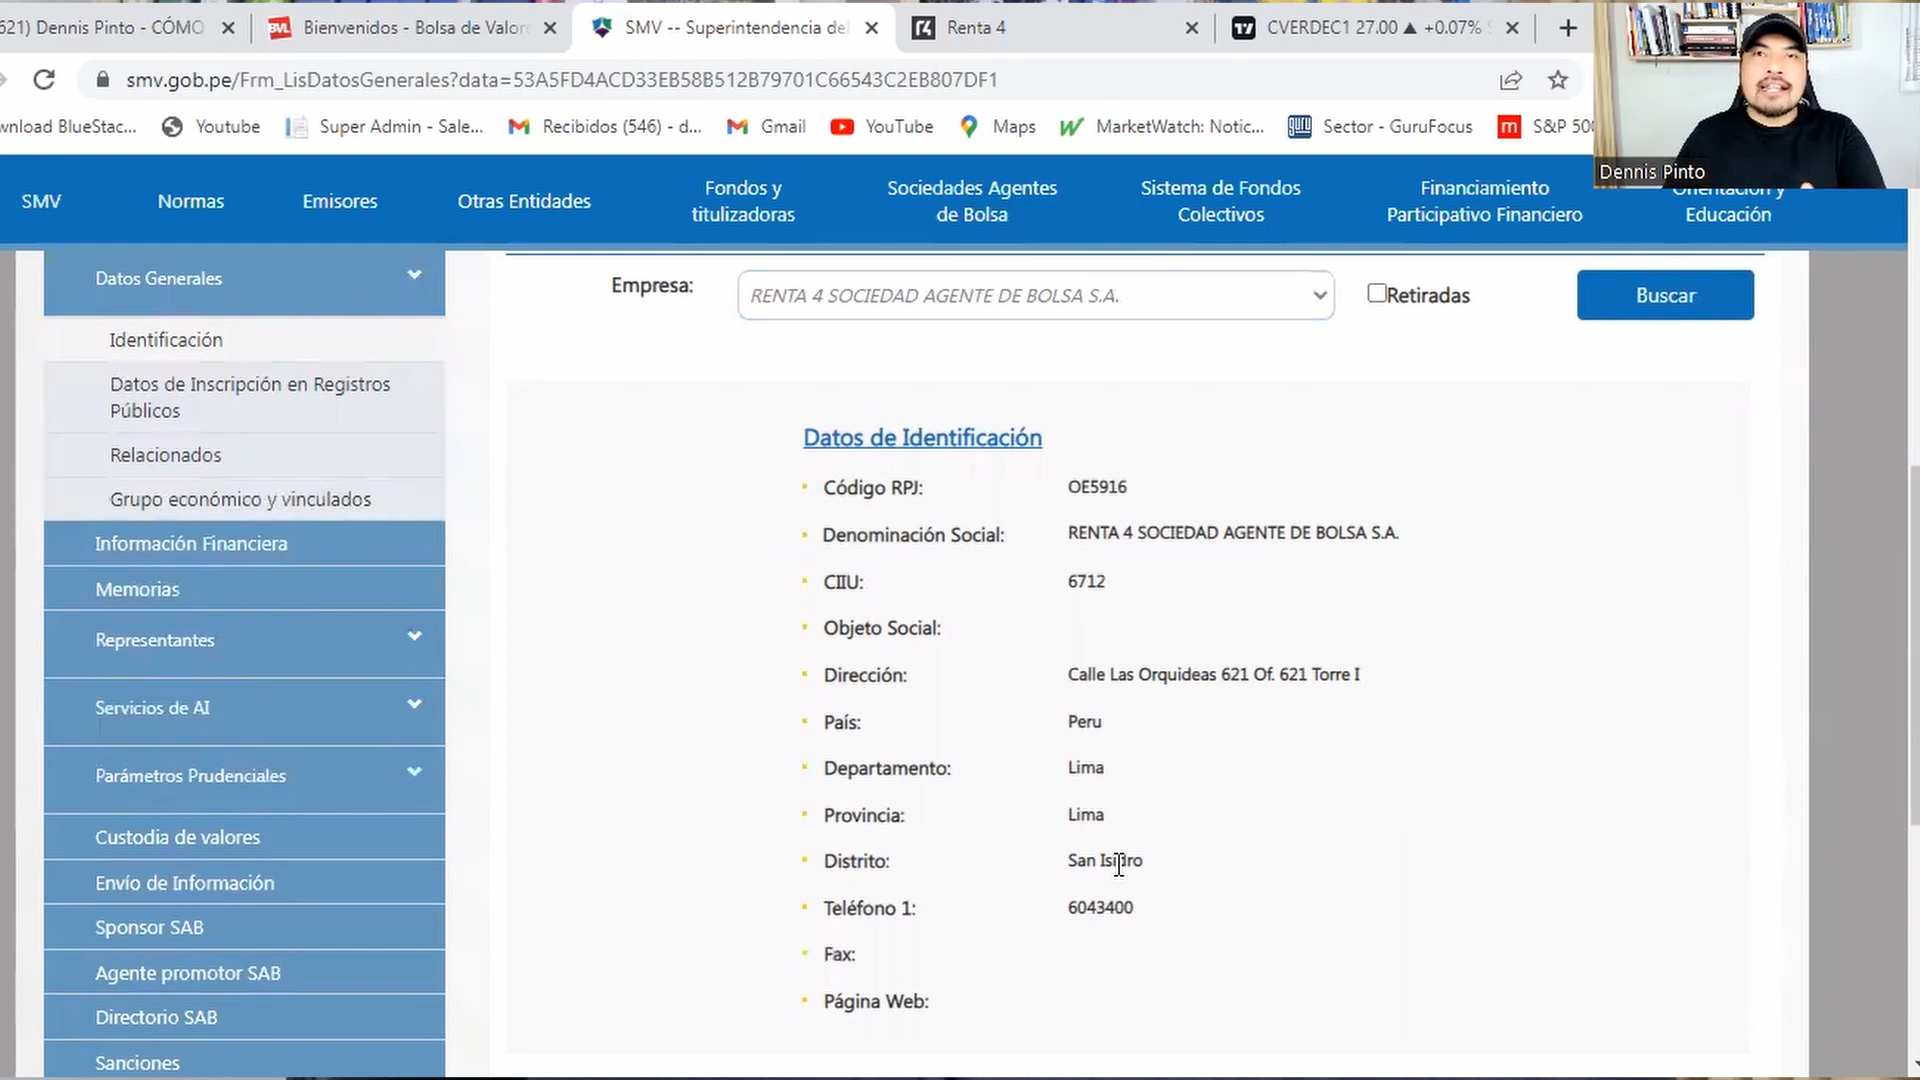 621) Dennis Pinto - CÓMO
Bienvenidos - Bolsa de Valor
SMV -- Superintendencia del
Renta 4
CVERDEC1 27.00 ▲ +0.07%
smv.gob.pe/Frm_LisDatosGenerales?data=53A5FD4ACD33EB58B512B79701C66543C2EB807DF1
wnload BlueStac...
Youtube
Super Admin - Sale...
Recibidos (546) - d...
Gmail
YouTube
Maps
MarketWatch: Notic...
Sector - GuruFocus
S&P 500
Dennis Pinto
SMV
Normas
Emisores
Otras Entidades
Fondos y
titulizadoras
Sociedades Agentes
de Bolsa
Sistema de Fondos
Colectivos
Financiamiento
Participativo Financiero
Orientación y
Educación
Datos Generales
Identificación
Datos de Inscripción en Registros
Públicos
Relacionados
Grupo económico y vinculados
Información Financiera
Memorias
Representantes
Servicios de AI
Parámetros Prudenciales
Custodia de valores
Envío de Información
Sponsor SAB
Agente promotor SAB
Directorio SAB
Sanciones
Empresa:
RENTA 4 SOCIEDAD AGENTE DE BOLSA S.A.
Retiradas
Buscar
Datos de Identificación
Código RPJ: OE5916
Denominación Social: RENTA 4 SOCIEDAD AGENTE DE BOLSA S.A.
CIIU: 6712
Objeto Social:
Dirección: Calle Las Orquideas 621 Of. 621 Torre I
País: Peru
Departamento: Lima
Provincia: Lima
Distrito: San Isidro
Teléfono 1: 6043400
Fax:
Página Web: